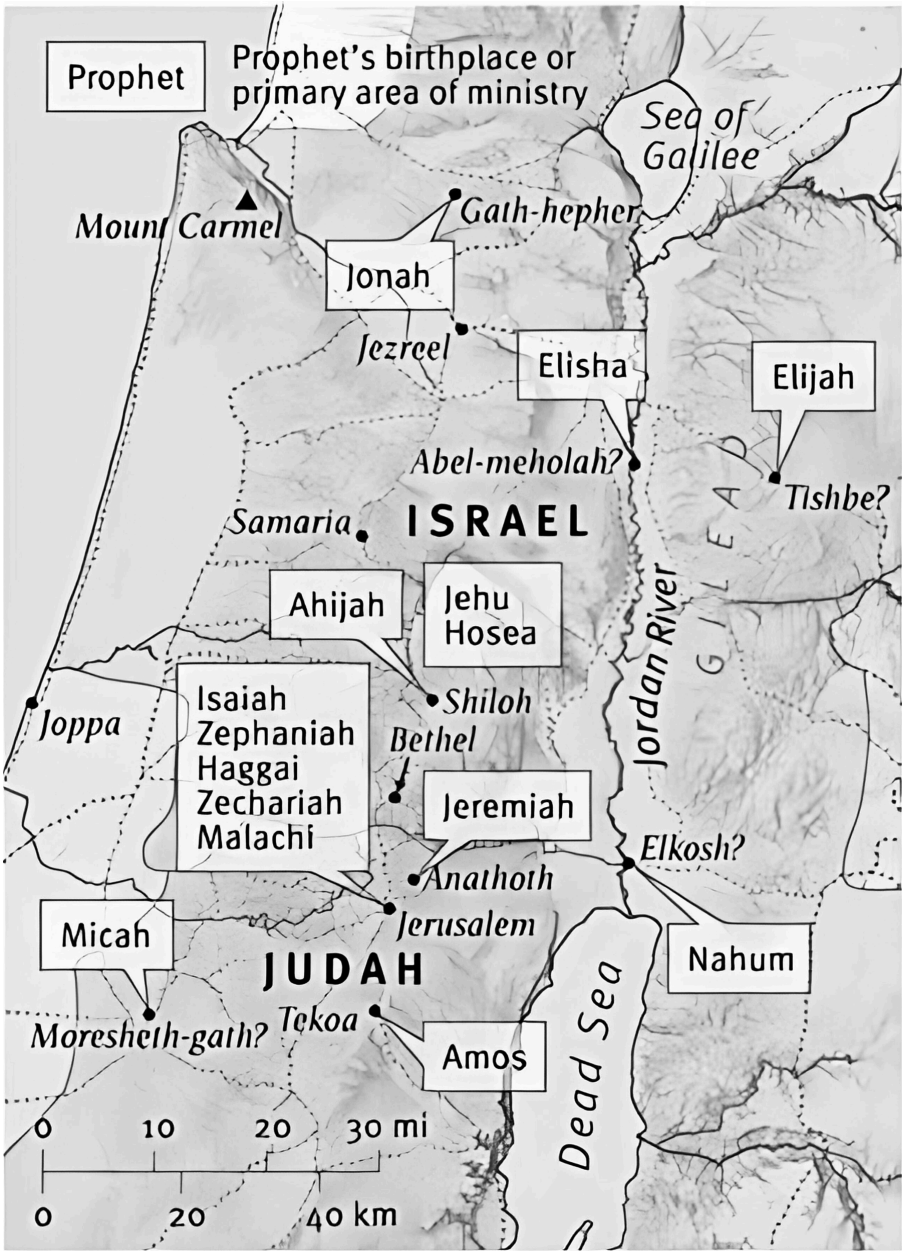 Prophet
Prophet's birthplace or
primary area of ministry
Sea of
Galilee
Mount Carmel
Gath-hepher
Jonah
Jezreel
Elisha
Elijah
Abel-meholah?
Tishbe?
Samaria
ISRAEL
GILEAD
Ahijah
Jehu
Hosea
Jordan River
Shiloh
Joppa
Isaiah
Zephaniah
Haggai
Zechariah
Malachi
Bethel
Jeremiah
Elkosh?
Anathoth
Jerusalem
Micah
JUDAH
Nahum
Moresheth-gath?
Tekoa
Amos
Dead Sea
0 10 20 30 mi
0 20 40 km